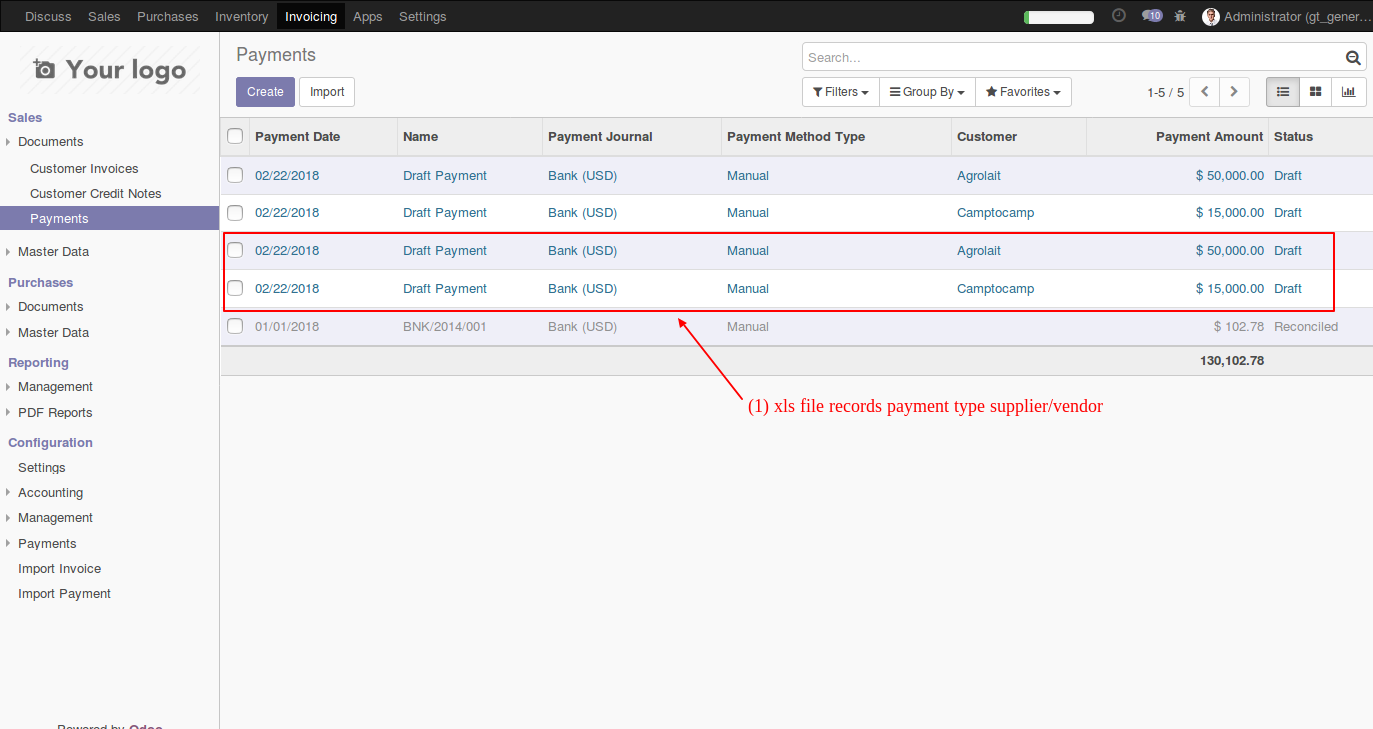 Discuss Sales Purchases Inventory Invoicing Apps Settings 10 Administrator (gt_gener...
Your logo
Sales
Documents
Customer Invoices
Customer Credit Notes
Payments
Master Data
Purchases
Documents
Master Data
Reporting
Management
PDF Reports
Configuration
Settings
Accounting
Management
Payments
Import Invoice
Import Payment
Powered by Odoo
Payments
Search...
Create Import
Filters Group By Favorites 1-5 / 5
Payment Date Name Payment Journal Payment Method Type Customer Payment Amount Status
02/22/2018 Draft Payment Bank (USD) Manual Agrolait $ 50,000.00 Draft
02/22/2018 Draft Payment Bank (USD) Manual Camptocamp $ 15,000.00 Draft
02/22/2018 Draft Payment Bank (USD) Manual Agrolait $ 50,000.00 Draft
02/22/2018 Draft Payment Bank (USD) Manual Camptocamp $ 15,000.00 Draft
01/01/2018 BNK/2014/001 Bank (USD) Manual $ 102.78 Reconciled
130,102.78
(1) xls file records payment type supplier/vendor